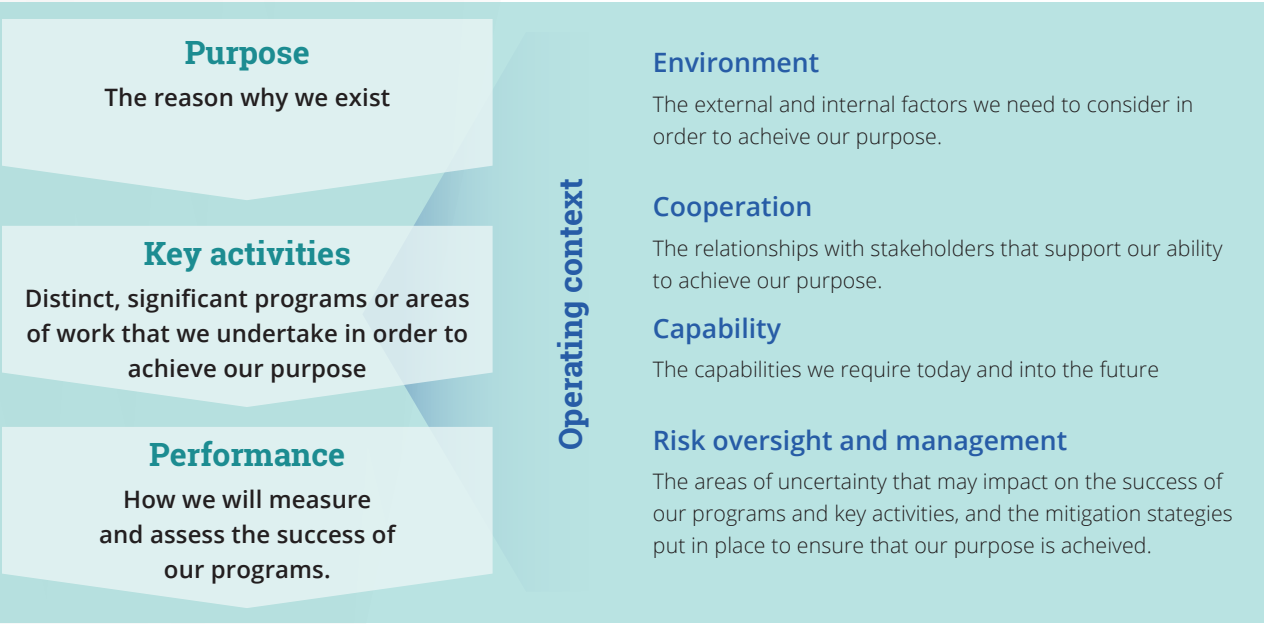 Purpose
The reason why we exist
Key activities
Distinct, significant programs or areas
of work that we undertake in order to
achieve our purpose
Performance
How we will measure
and assess the success of
our programs.
Operating context
Environment
The external and internal factors we need to consider in
order to acheive our purpose.
Cooperation
The relationships with stakeholders that support our ability
to achieve our purpose.
Capability
The capabilities we require today and into the future
Risk oversight and management
The areas of uncertainty that may impact on the success of
our programs and key activities, and the mitigation stategies
put in place to ensure that our purpose is acheived.